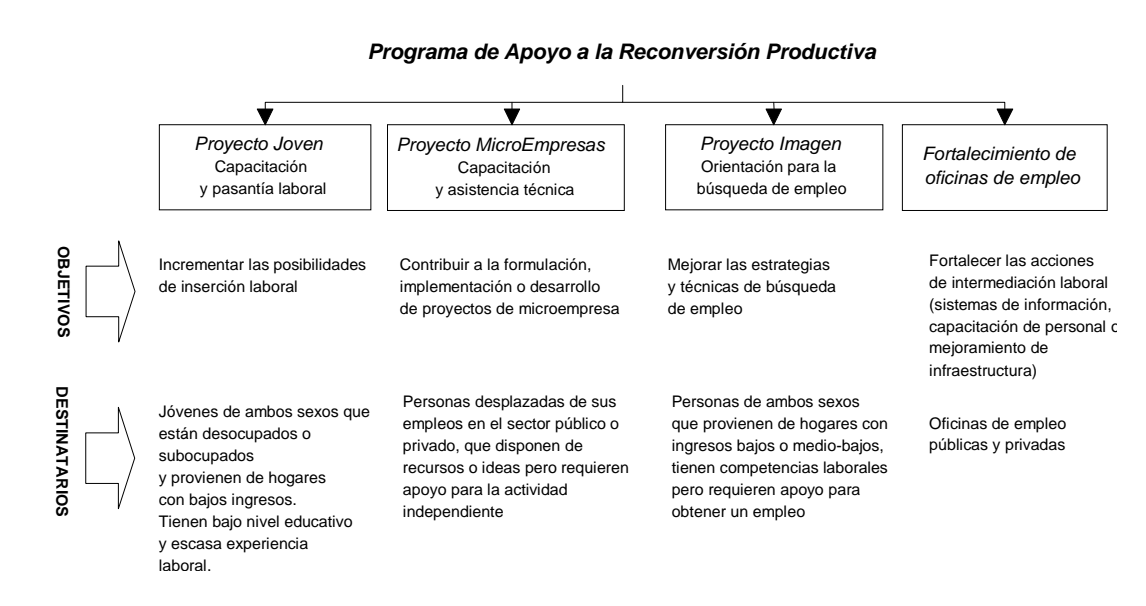 Programa de Apoyo a la Reconversión Productiva
Proyecto Joven
Capacitación
y pasantía laboral
Proyecto MicroEmpresas
Capacitación
y asistencia técnica
Proyecto Imagen
Orientación para la
búsqueda de empleo
Fortalecimiento de
oficinas de empleo
OBJETIVOS
Incrementar las posibilidades
de inserción laboral
Contribuir a la formulación,
implementación o desarrollo
de proyectos de microempresa
Mejorar las estrategias
y técnicas de búsqueda
de empleo
Fortalecer las acciones
de intermediación laboral
(sistemas de información,
capacitación de personal
mejoramiento de
infraestructura)
DESTINATARIOS
Jóvenes de ambos sexos que
están desocupados o
subocupados
y provienen de hogares
con bajos ingresos.
Tienen bajo nivel educativo
y escasa experiencia
laboral.
Personas desplazadas de sus
empleos en el sector público o
privado, que disponen de
recursos o ideas pero requieren
apoyo para la actividad
independiente
Personas de ambos sexos
que provienen de hogares con
ingresos bajos o medio-bajos,
tienen competencias laborales
pero requieren apoyo para
obtener un empleo
Oficinas de empleo
públicas y privadas